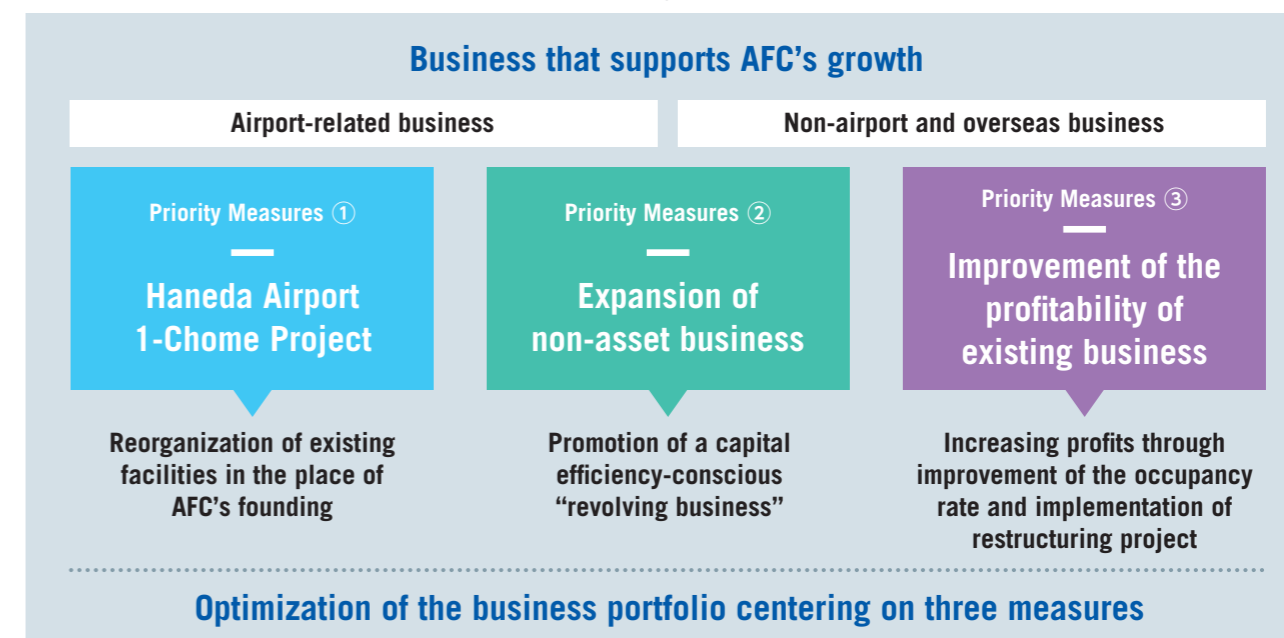 Business that supports AFC’s growth
Airport-related business
Non-airport and overseas business
Priority Measures ①
Haneda Airport
1-Chome Project
Reorganization of existing
facilities in the place of
AFC’s founding
Priority Measures ②
Expansion of
non-asset business
Promotion of a capital
efficiency-conscious
“revolving business”
Priority Measures ③
Improvement of the
profitability of
existing business
Increasing profits through
improvement of the occupancy
rate and implementation of
restructuring project
Optimization of the business portfolio centering on three measures